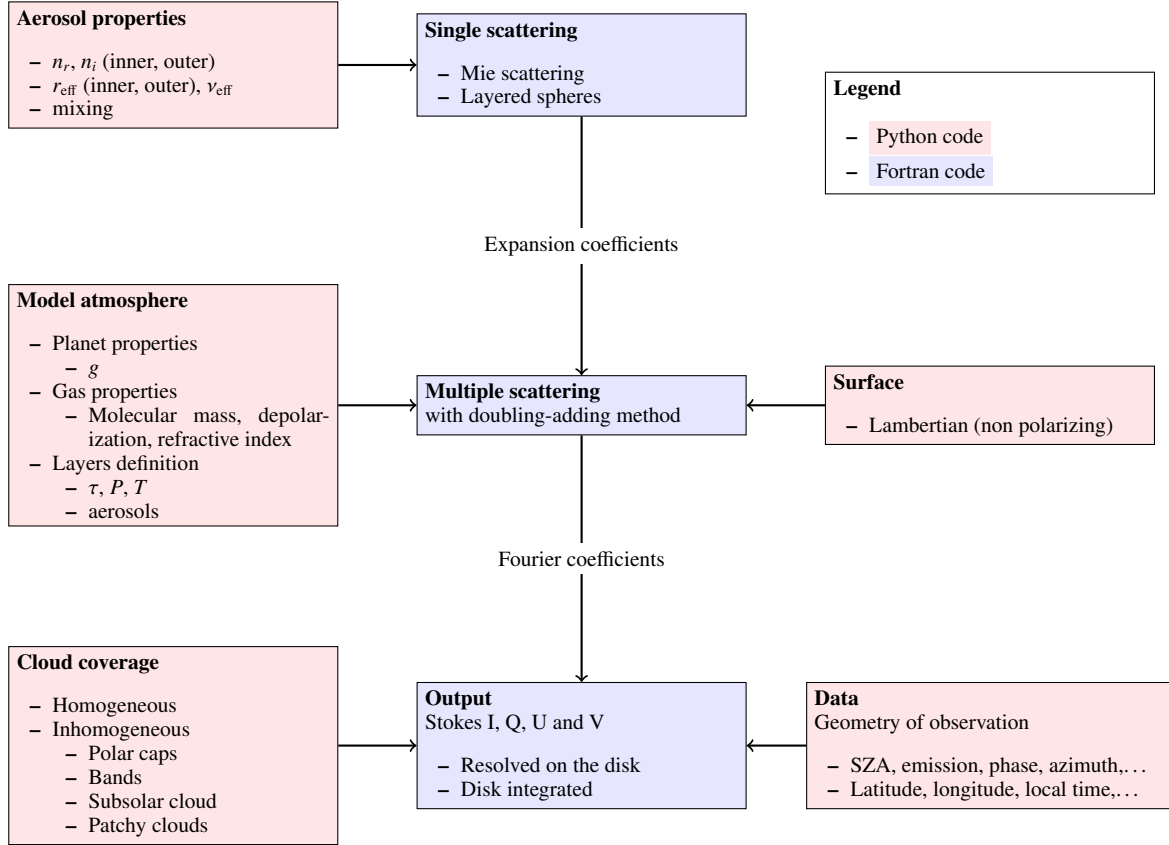 Aerosol properties
– n_r, n_i (inner, outer)
– r_eff (inner, outer), ν_eff
– mixing
Single scattering
– Mie scattering
– Layered spheres
Legend
– Python code
– Fortran code
Expansion coefficients
Model atmosphere
– Planet properties
– g
– Gas properties
– Molecular mass, depolar-
ization, refractive index
– Layers definition
– τ, P, T
– aerosols
Multiple scattering
with doubling-adding method
Surface
– Lambertian (non polarizing)
Fourier coefficients
Cloud coverage
– Homogeneous
– Inhomogeneous
– Polar caps
– Bands
– Subsolar cloud
– Patchy clouds
Output
Stokes I, Q, U and V
– Resolved on the disk
– Disk integrated
Data
Geometry of observation
– SZA, emission, phase, azimuth,...
– Latitude, longitude, local time,...